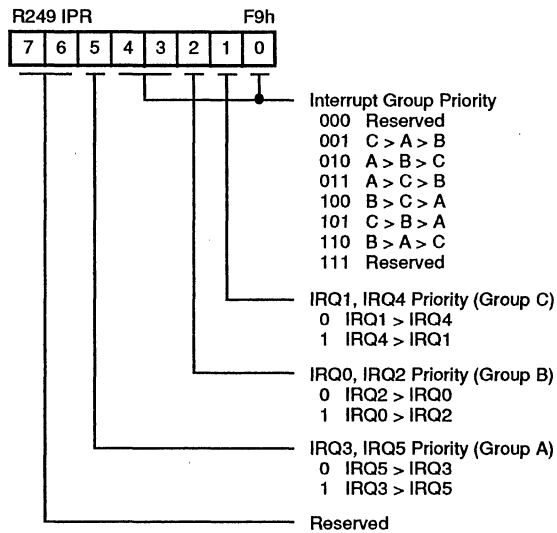 R249 IPR F9h
7 6 5 4 3 2 1 0
Interrupt Group Priority
000 Reserved
001 C > A > B
010 A > B > C
011 A > C > B
100 B > C > A
101 C > B > A
110 B > A > C
111 Reserved
IRQ1, IRQ4 Priority (Group C)
0 IRQ1 > IRQ4
1 IRQ4 > IRQ1
IRQ0, IRQ2 Priority (Group B)
0 IRQ2 > IRQ0
1 IRQ0 > IRQ2
IRQ3, IRQ5 Priority (Group A)
0 IRQ5 > IRQ3
1 IRQ3 > IRQ5
Reserved